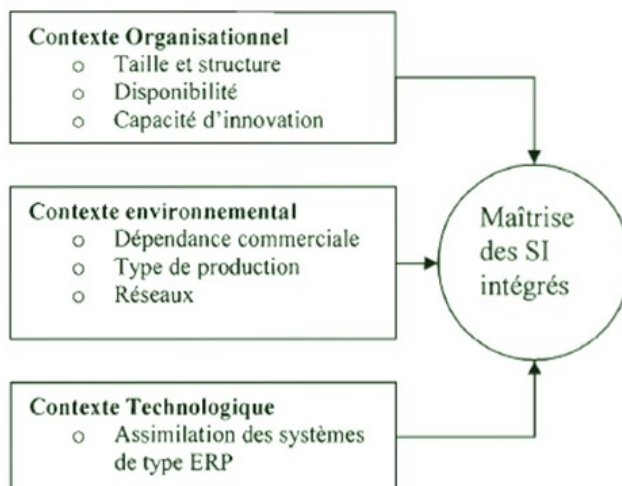 Contexte Organisationnel
o Taille et structure
o Disponibilité
o Capacité d'innovation
Contexte environnemental
o Dépendance commerciale
o Type de production
o Réseaux
Contexte Technologique
o Assimilation des systèmes
de type ERP
Maîtrise
des SI
intégrés